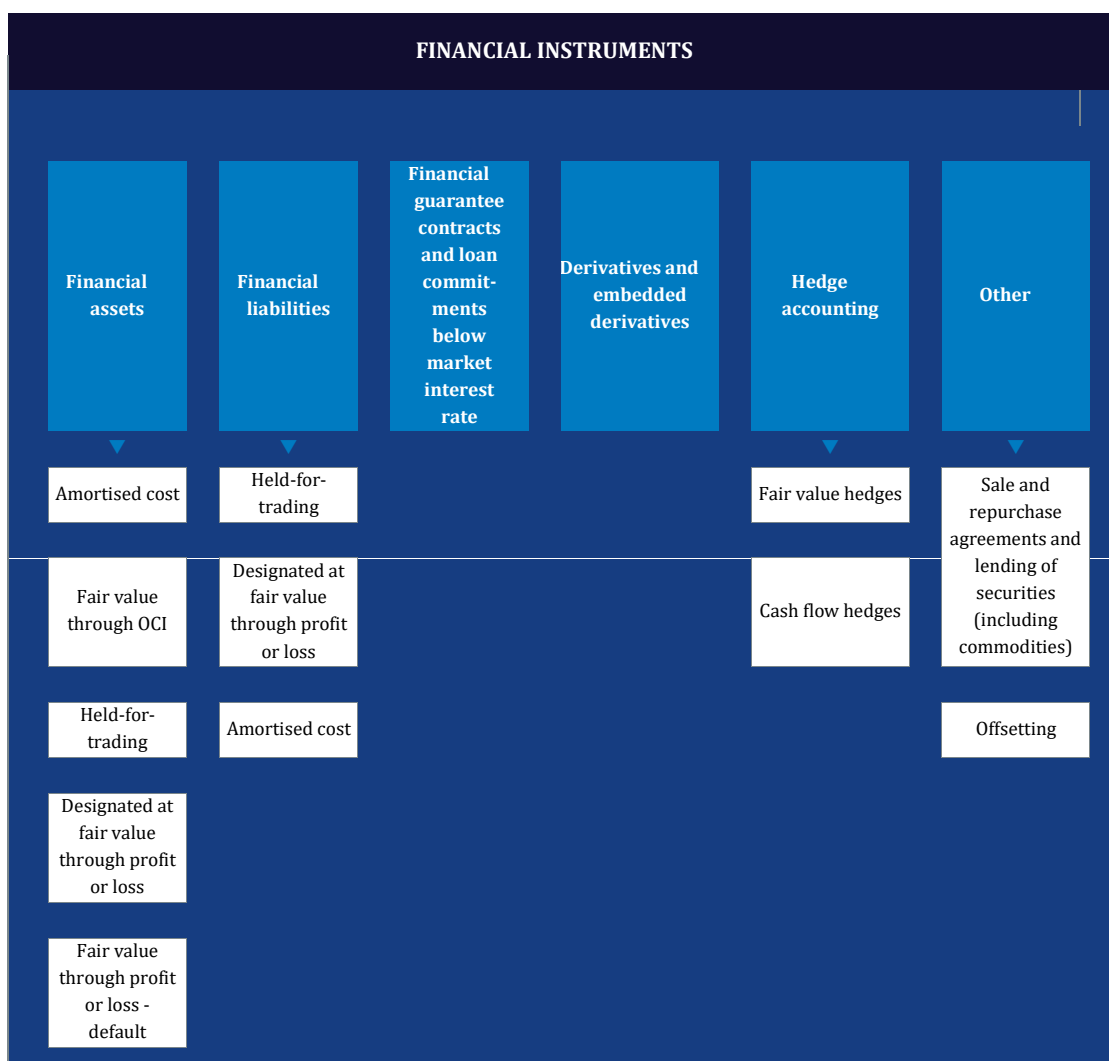 FINANCIAL INSTRUMENTS
Financial
assets
Financial
liabilities
Financial
guarantee
contracts
and loan
commit-
ments
below
market
interest
rate
Derivatives and
embedded
derivatives
Hedge
accounting
Other
Amortised cost
Fair value
through OCI
Held-for-
trading
Designated at
fair value
through profit
or loss
Fair value
through profit
or loss -
default
Held-for-
trading
Designated at
fair value
through profit
or loss
Amortised cost
Fair value hedges
Cash flow hedges
Sale and
repurchase
agreements and
lending of
securities
(including
commodities)
Offsetting